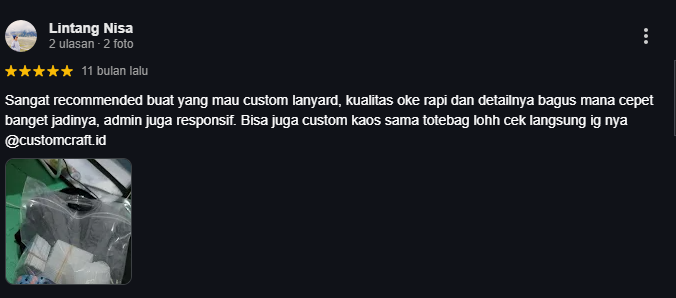 Lintang Nisa
2 ulasan · 2 foto
11 bulan lalu
Sangat recommended buat yang mau custom lanyard, kualitas oke rapi dan detailnya bagus mana cepet
banget jadinya, admin juga responsif. Bisa juga custom kaos sama totebag lohh cek langsung ig nya
@customcraft.id